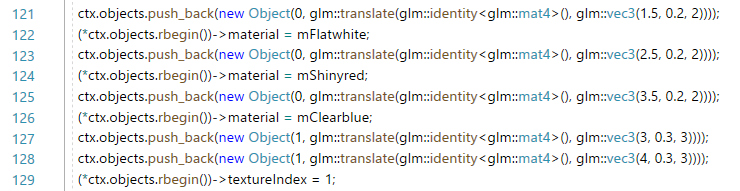 121 ctx.objects.push_back(new Object(0, glm::translate(glm::identity<glm::mat4>(), glm::vec3(1.5, 0.2, 2))));
122 (*ctx.objects.rbegin())->material = mFlatwhite;
123 ctx.objects.push_back(new Object(0, glm::translate(glm::identity<glm::mat4>(), glm::vec3(2.5, 0.2, 2))));
124 (*ctx.objects.rbegin())->material = mShinyred;
125 ctx.objects.push_back(new Object(0, glm::translate(glm::identity<glm::mat4>(), glm::vec3(3.5, 0.2, 2))));
126 (*ctx.objects.rbegin())->material = mClearblue;
127 ctx.objects.push_back(new Object(1, glm::translate(glm::identity<glm::mat4>(), glm::vec3(3, 0.3, 3))));
128 ctx.objects.push_back(new Object(1, glm::translate(glm::identity<glm::mat4>(), glm::vec3(4, 0.3, 3))));
129 (*ctx.objects.rbegin())->textureIndex = 1;